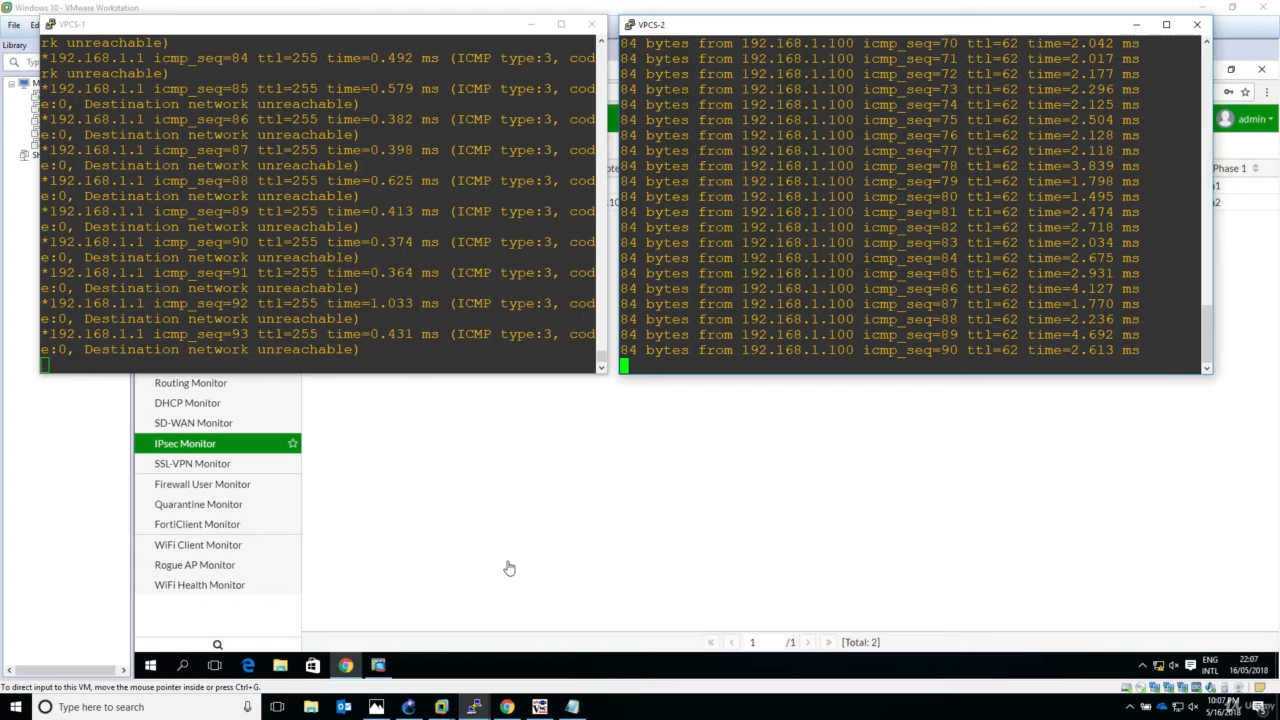 Windows 10 - VMware Workstation
File
Ed
Library
Typ
VPCS-1
rk unreachable)
*192.168.1.1 icmp_seq=84 ttl=255 time=0.492 ms (ICMP type:3, cod
rk unreachable)
*192.168.1.1 icmp_seq=85 ttl=255 time=0.579 ms (ICMP type:3, cod
e:0, Destination network unreachable)
*192.168.1.1 icmp_seq=86 ttl=255 time=0.382 ms (ICMP type:3, cod
e:0, Destination network unreachable)
*192.168.1.1 icmp_seq=87 ttl=255 time=0.398 ms (ICMP type:3, cod
e:0, Destination network unreachable)
*192.168.1.1 icmp_seq=88 ttl=255 time=0.625 ms (ICMP type:3, cod
e:0, Destination network unreachable)
*192.168.1.1 icmp_seq=89 ttl=255 time=0.413 ms (ICMP type:3, cod
e:0, Destination network unreachable)
*192.168.1.1 icmp_seq=90 ttl=255 time=0.374 ms (ICMP type:3, cod
e:0, Destination network unreachable)
*192.168.1.1 icmp_seq=91 ttl=255 time=0.364 ms (ICMP type:3, cod
e:0, Destination network unreachable)
*192.168.1.1 icmp_seq=92 ttl=255 time=1.033 ms (ICMP type:3, cod
e:0, Destination network unreachable)
*192.168.1.1 icmp_seq=93 ttl=255 time=0.431 ms (ICMP type:3, cod
e:0, Destination network unreachable)
VPCS-2
84 bytes from 192.168.1.100 icmp_seq=70 ttl=62 time=2.042 ms
84 bytes from 192.168.1.100 icmp_seq=71 ttl=62 time=2.017 ms
84 bytes from 192.168.1.100 icmp_seq=72 ttl=62 time=2.177 ms
84 bytes from 192.168.1.100 icmp_seq=73 ttl=62 time=2.296 ms
84 bytes from 192.168.1.100 icmp_seq=74 ttl=62 time=2.125 ms
84 bytes from 192.168.1.100 icmp_seq=75 ttl=62 time=2.504 ms
84 bytes from 192.168.1.100 icmp_seq=76 ttl=62 time=2.128 ms
84 bytes from 192.168.1.100 icmp_seq=77 ttl=62 time=2.118 ms
84 bytes from 192.168.1.100 icmp_seq=78 ttl=62 time=3.839 ms
84 bytes from 192.168.1.100 icmp_seq=79 ttl=62 time=1.798 ms
84 bytes from 192.168.1.100 icmp_seq=80 ttl=62 time=1.495 ms
84 bytes from 192.168.1.100 icmp_seq=81 ttl=62 time=2.474 ms
84 bytes from 192.168.1.100 icmp_seq=82 ttl=62 time=2.718 ms
84 bytes from 192.168.1.100 icmp_seq=83 ttl=62 time=2.034 ms
84 bytes from 192.168.1.100 icmp_seq=84 ttl=62 time=2.675 ms
84 bytes from 192.168.1.100 icmp_seq=85 ttl=62 time=2.931 ms
84 bytes from 192.168.1.100 icmp_seq=86 ttl=62 time=4.127 ms
84 bytes from 192.168.1.100 icmp_seq=87 ttl=62 time=1.770 ms
84 bytes from 192.168.1.100 icmp_seq=88 ttl=62 time=2.236 ms
84 bytes from 192.168.1.100 icmp_seq=89 ttl=62 time=4.692 ms
84 bytes from 192.168.1.100 icmp_seq=90 ttl=62 time=2.613 ms
admin
Phase 1
Routing Monitor
DHCP Monitor
SD-WAN Monitor
IPsec Monitor
SSL-VPN Monitor
Firewall User Monitor
Quarantine Monitor
FortiClient Monitor
WiFi Client Monitor
Rogue AP Monitor
WiFi Health Monitor
1 /1 [Total: 2]
ENG
INTL
22:07
16/05/2018
To direct input to this VM, move the mouse pointer inside or press Ctrl+G.
Type here to search
10:07 PM
5/16/2018
Udemy